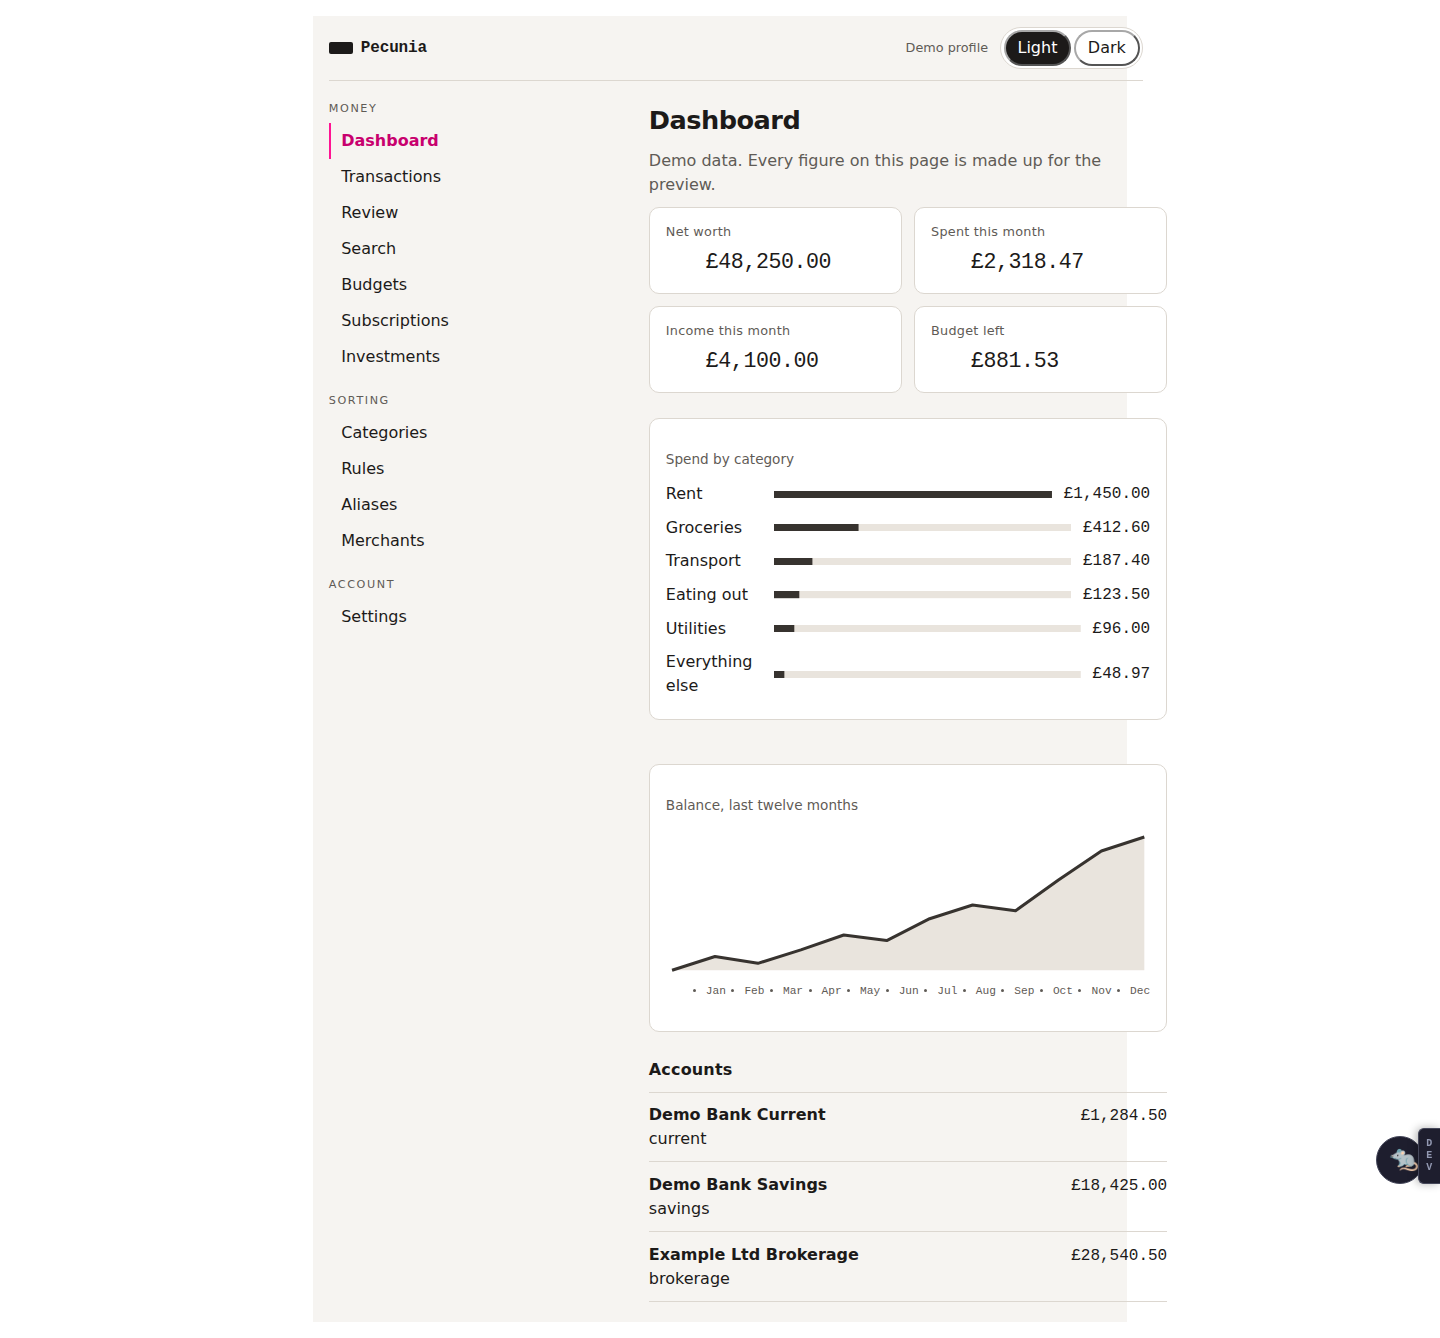 Pecunia
Demo profile
Light
Dark
MONEY
Dashboard
Transactions
Review
Search
Budgets
Subscriptions
Investments
SORTING
Categories
Rules
Aliases
Merchants
ACCOUNT
Settings
Dashboard
Demo data. Every figure on this page is made up for the
preview.
Net worth
£48,250.00
Spent this month
£2,318.47
Income this month
£4,100.00
Budget left
£881.53
Spend by category
Rent £1,450.00
Groceries £412.60
Transport £187.40
Eating out £123.50
Utilities £96.00
Everything
else £48.97
Balance, last twelve months
• Jan • Feb • Mar • Apr • May • Jun • Jul • Aug • Sep • Oct • Nov • Dec
Accounts
Demo Bank Current £1,284.50
current
Demo Bank Savings £18,425.00
savings
Example Ltd Brokerage £28,540.50
brokerage
DEV